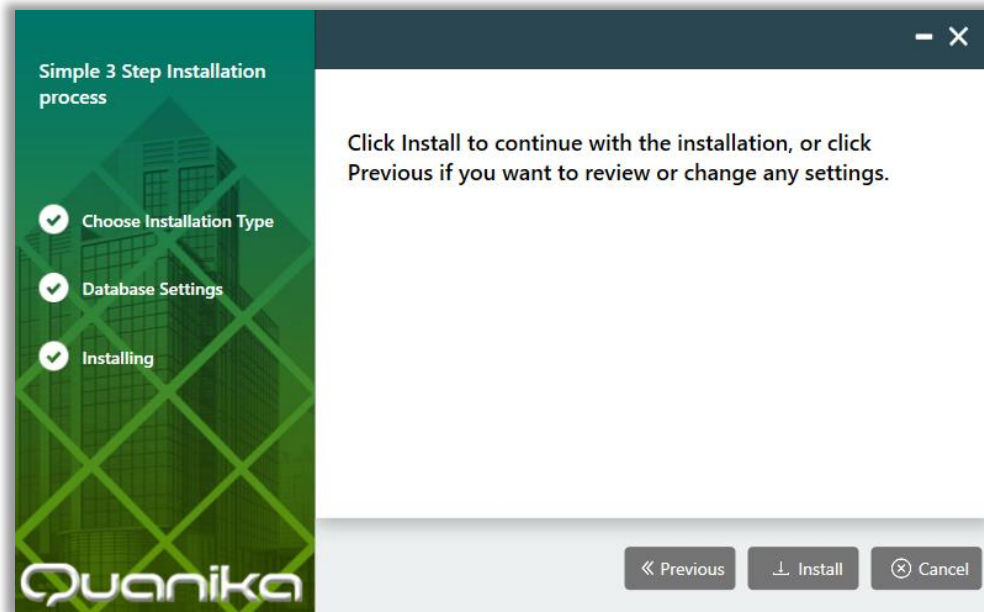 Simple 3 Step Installation
process
Choose Installation Type
Database Settings
Installing
Quanika
Click Install to continue with the installation, or click
Previous if you want to review or change any settings.
Previous
Install
Cancel